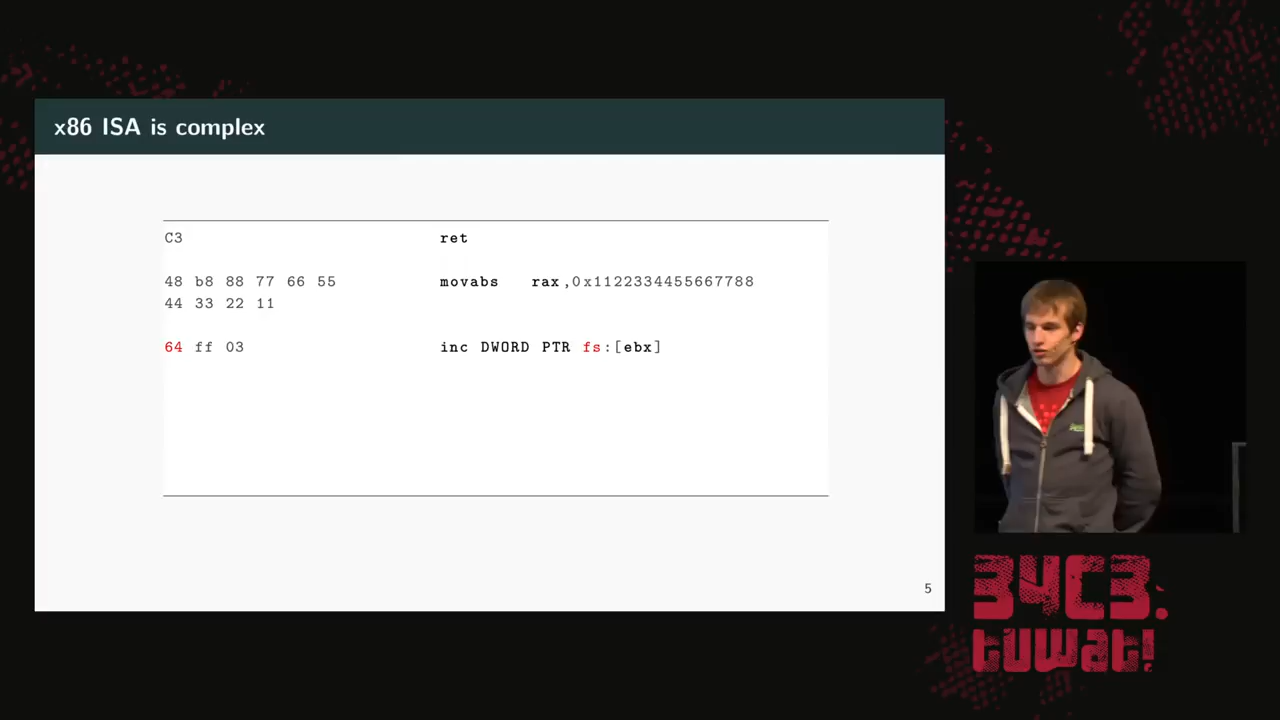 x86 ISA is complex
C3 ret
48 b8 88 77 66 55 movabs rax,0x1122334455667788
44 33 22 11
64 ff 03 inc DWORD PTR fs:[ebx]
5
34C3.
tuwat!